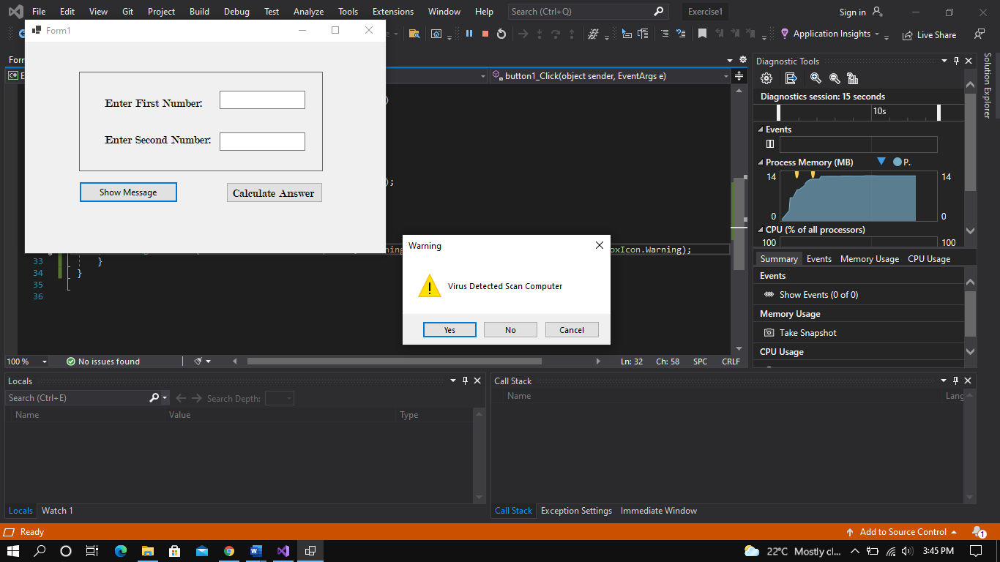 File Edit View Git Project Build Debug Test Analyze Tools Extensions Window Help Search (Ctrl+Q) Exercise1 Sign in
Form1
Application Insights Live Share
Form
button1_Click(object sender, EventArgs e)
Enter First Number:
Enter Second Number:
Show Message
Calculate Answer
)
);
oxIcon.Warning);
33 }
34 }
35
36
Warning
Virus Detected Scan Computer
Yes No Cancel
100 % No issues found Ln: 32 Ch: 58 SPC CRLF
Diagnostic Tools
Diagnostics session: 15 seconds
10s
Events
Process Memory (MB) P..
14 14
0 0
CPU (% of all processors)
100 100
Summary Events Memory Usage CPU Usage
Events
Show Events (0 of 0)
Memory Usage
Take Snapshot
CPU Usage
Solution Explorer
Locals
Search (Ctrl+E) Search Depth:
Name Value Type
Locals Watch 1
Call Stack
Name Lang
Call Stack Exception Settings Immediate Window
Ready Add to Source Control 1
22°C Mostly cl... 3:45 PM